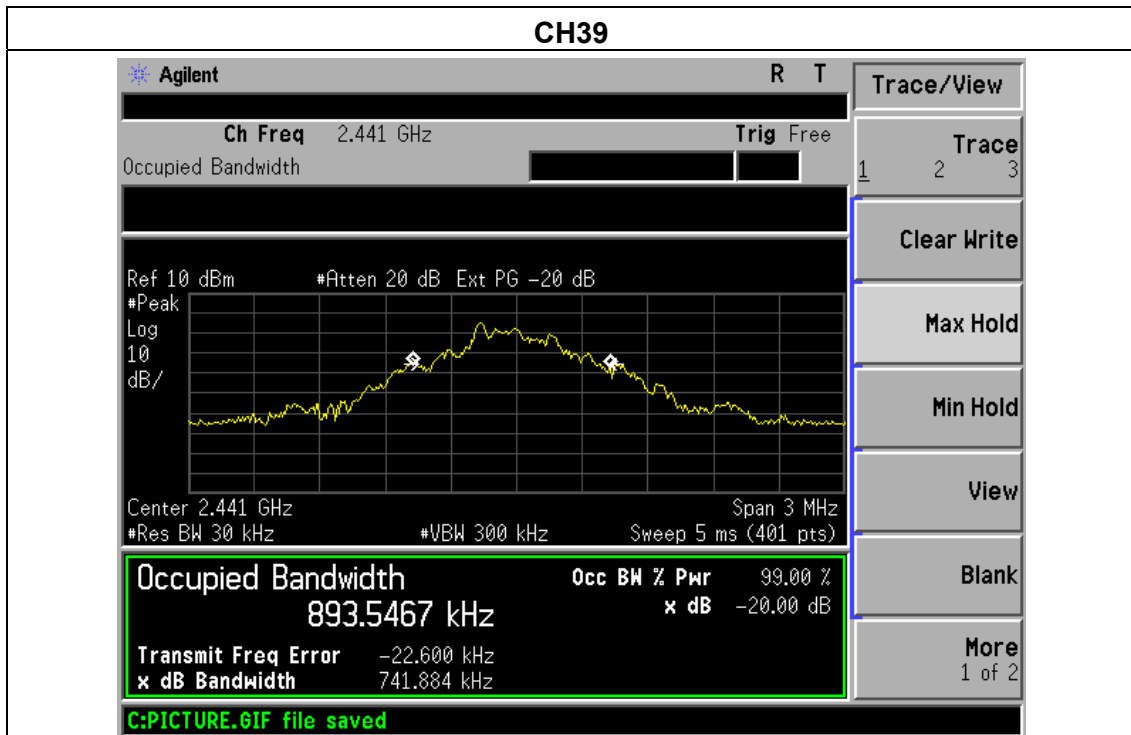 CH39
Agilent R T
Trace/View
Ch Freq 2.441 GHz Trig Free
Occupied Bandwidth
Trace
1 2 3
Clear Write
Ref 10 dBm #Atten 20 dB Ext PG -20 dB
#Peak
Log
10
dB/
Max Hold
Min Hold
View
Center 2.441 GHz Span 3 MHz
#Res BW 30 kHz #VBW 300 kHz Sweep 5 ms (401 pts)
Occupied Bandwidth Occ BW % Pwr 99.00 %
893.5467 kHz x dB -20.00 dB
Blank
Transmit Freq Error -22.600 kHz
x dB Bandwidth 741.884 kHz
More
1 of 2
C:PICTURE.GIF file saved